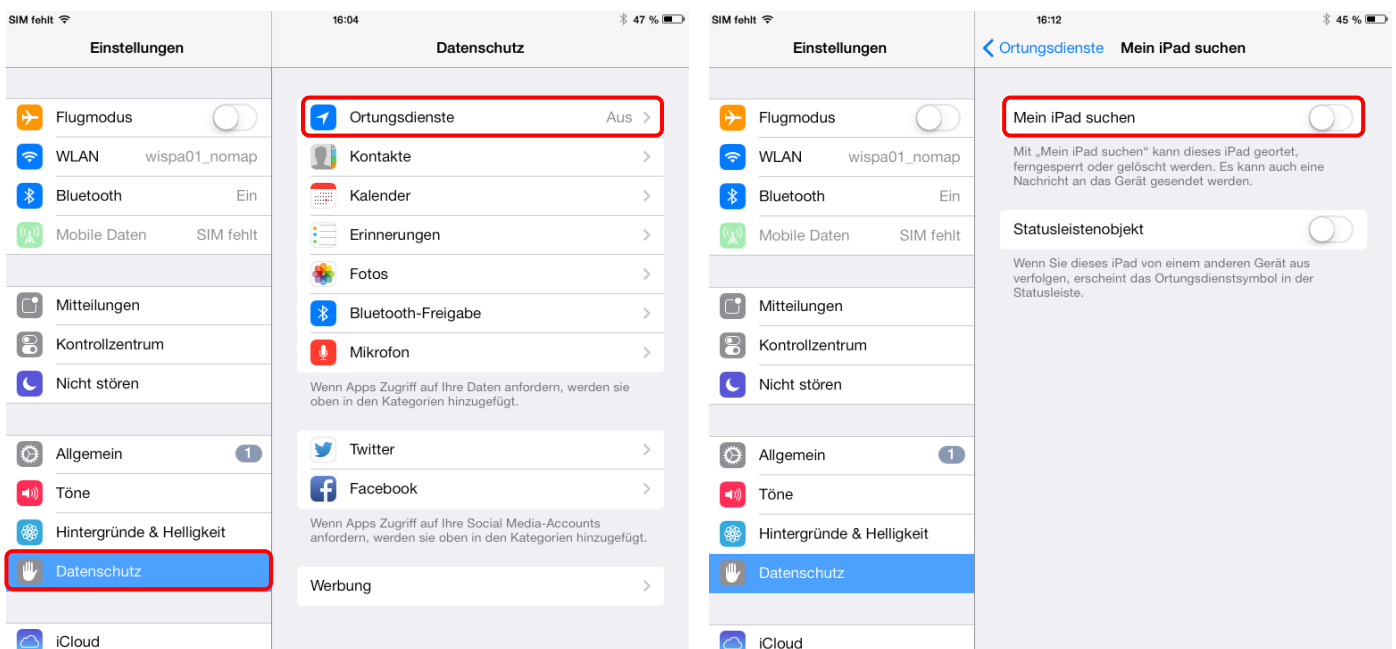 SIM fehlt 16:04 47 %
Einstellungen Datenschutz
Flugmodus
WLAN wispa01_nomap
Bluetooth Ein
Mobile Daten SIM fehlt
Mitteilungen
Kontrollzentrum
Nicht stören
Allgemein 1
Töne
Hintergründe & Helligkeit
Datenschutz
iCloud
Ortungsdienste Aus
Kontakte
Kalender
Erinnerungen
Fotos
Bluetooth-Freigabe
Mikrofon
Wenn Apps Zugriff auf Ihre Daten anfordern, werden sie
oben in den Kategorien hinzugefügt.
Twitter
Facebook
Wenn Apps Zugriff auf Ihre Social Media-Accounts
anfordern, werden sie oben in den Kategorien hinzugefügt.
Werbung
SIM fehlt 16:12 45 %
Einstellungen Ortungsdienste Mein iPad suchen
Flugmodus
WLAN wispa01_nomap
Bluetooth Ein
Mobile Daten SIM fehlt
Mitteilungen
Kontrollzentrum
Nicht stören
Allgemein 1
Töne
Hintergründe & Helligkeit
Datenschutz
iCloud
Mein iPad suchen
Mit „Mein iPad suchen“ kann dieses iPad geortet,
ferngesperrt oder gelöscht werden. Es kann auch eine
Nachricht an das Gerät gesendet werden.
Statusleistenobjekt
Wenn Sie dieses iPad von einem anderen Gerät aus
verfolgen, erscheint das Ortungsdienstsymbol in der
Statusleiste.